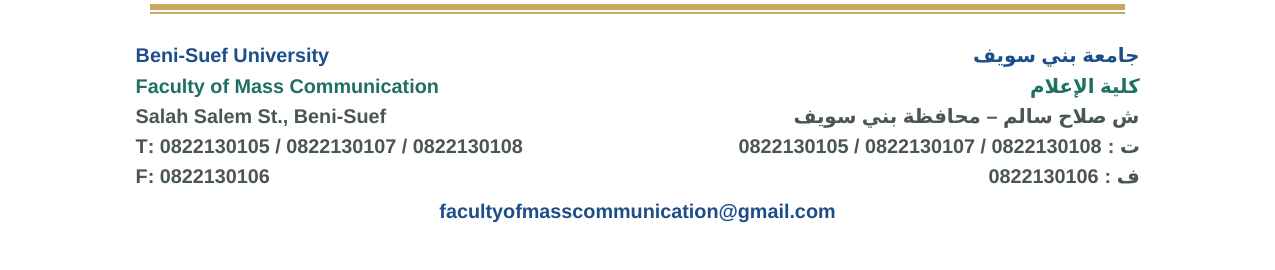 Beni-Suef University
جامعة بني سويف
Faculty of Mass Communication
كلية الإعلام
Salah Salem St., Beni-Suef
ش صلاح سالم – محافظة بني سويف
T: 0822130105 / 0822130107 / 0822130108
ت : 0822130108 / 0822130107 / 0822130105
F: 0822130106
ف : 0822130106
facultyofmasscommunication@gmail.com